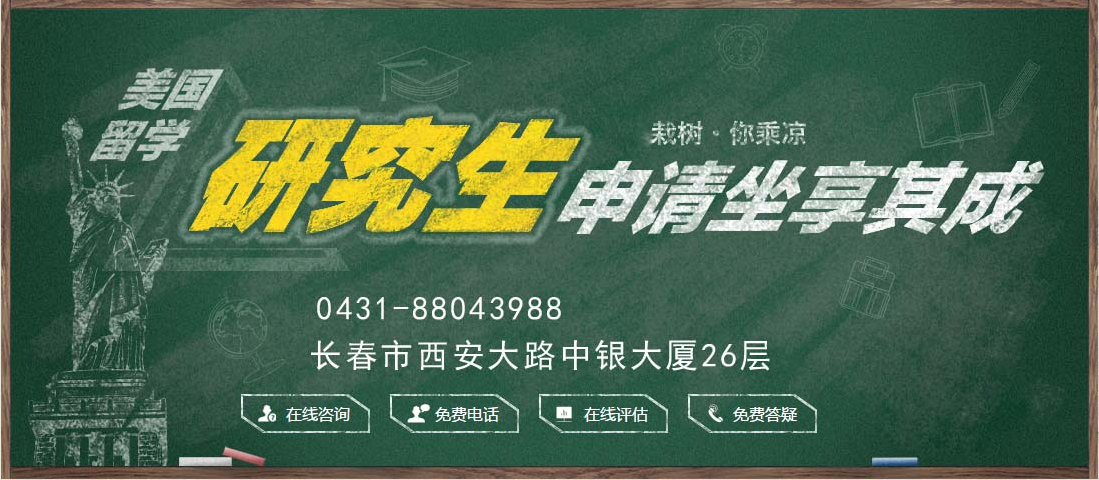 美国
留学
研究生
栽树·你乘凉
申请坐享其成
0431-88043988
长春市西安大路中银大厦26层
在线咨询
免费电话
在线评估
免费答疑